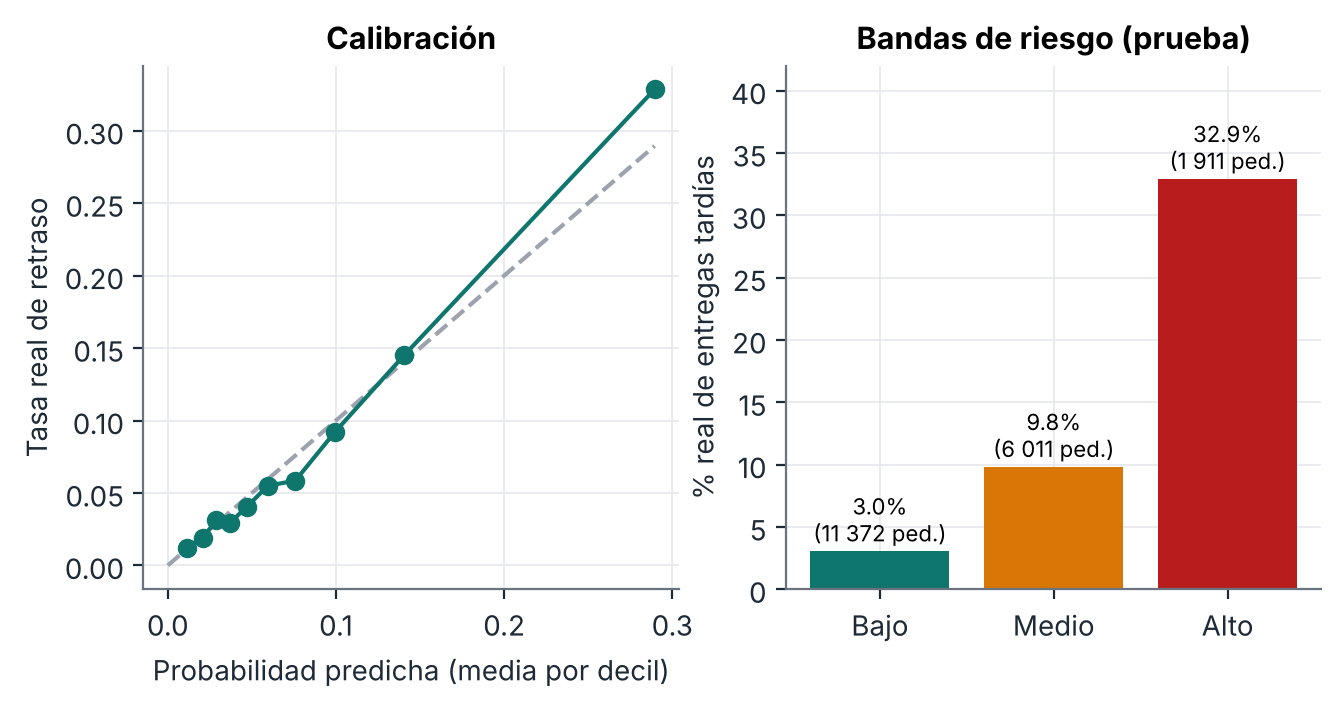 Calibración
Tasa real de retraso
0.30
0.25
0.20
0.15
0.10
0.05
0.00
0.0
0.1
0.2
0.3
Probabilidad predicha (media por decil)
Bandas de riesgo (prueba)
% real de entregas tardías
40
35
30
25
20
15
10
5
0
3.0%
(11 372 ped.)
9.8%
(6 011 ped.)
32.9%
(1 911 ped.)
Bajo
Medio
Alto